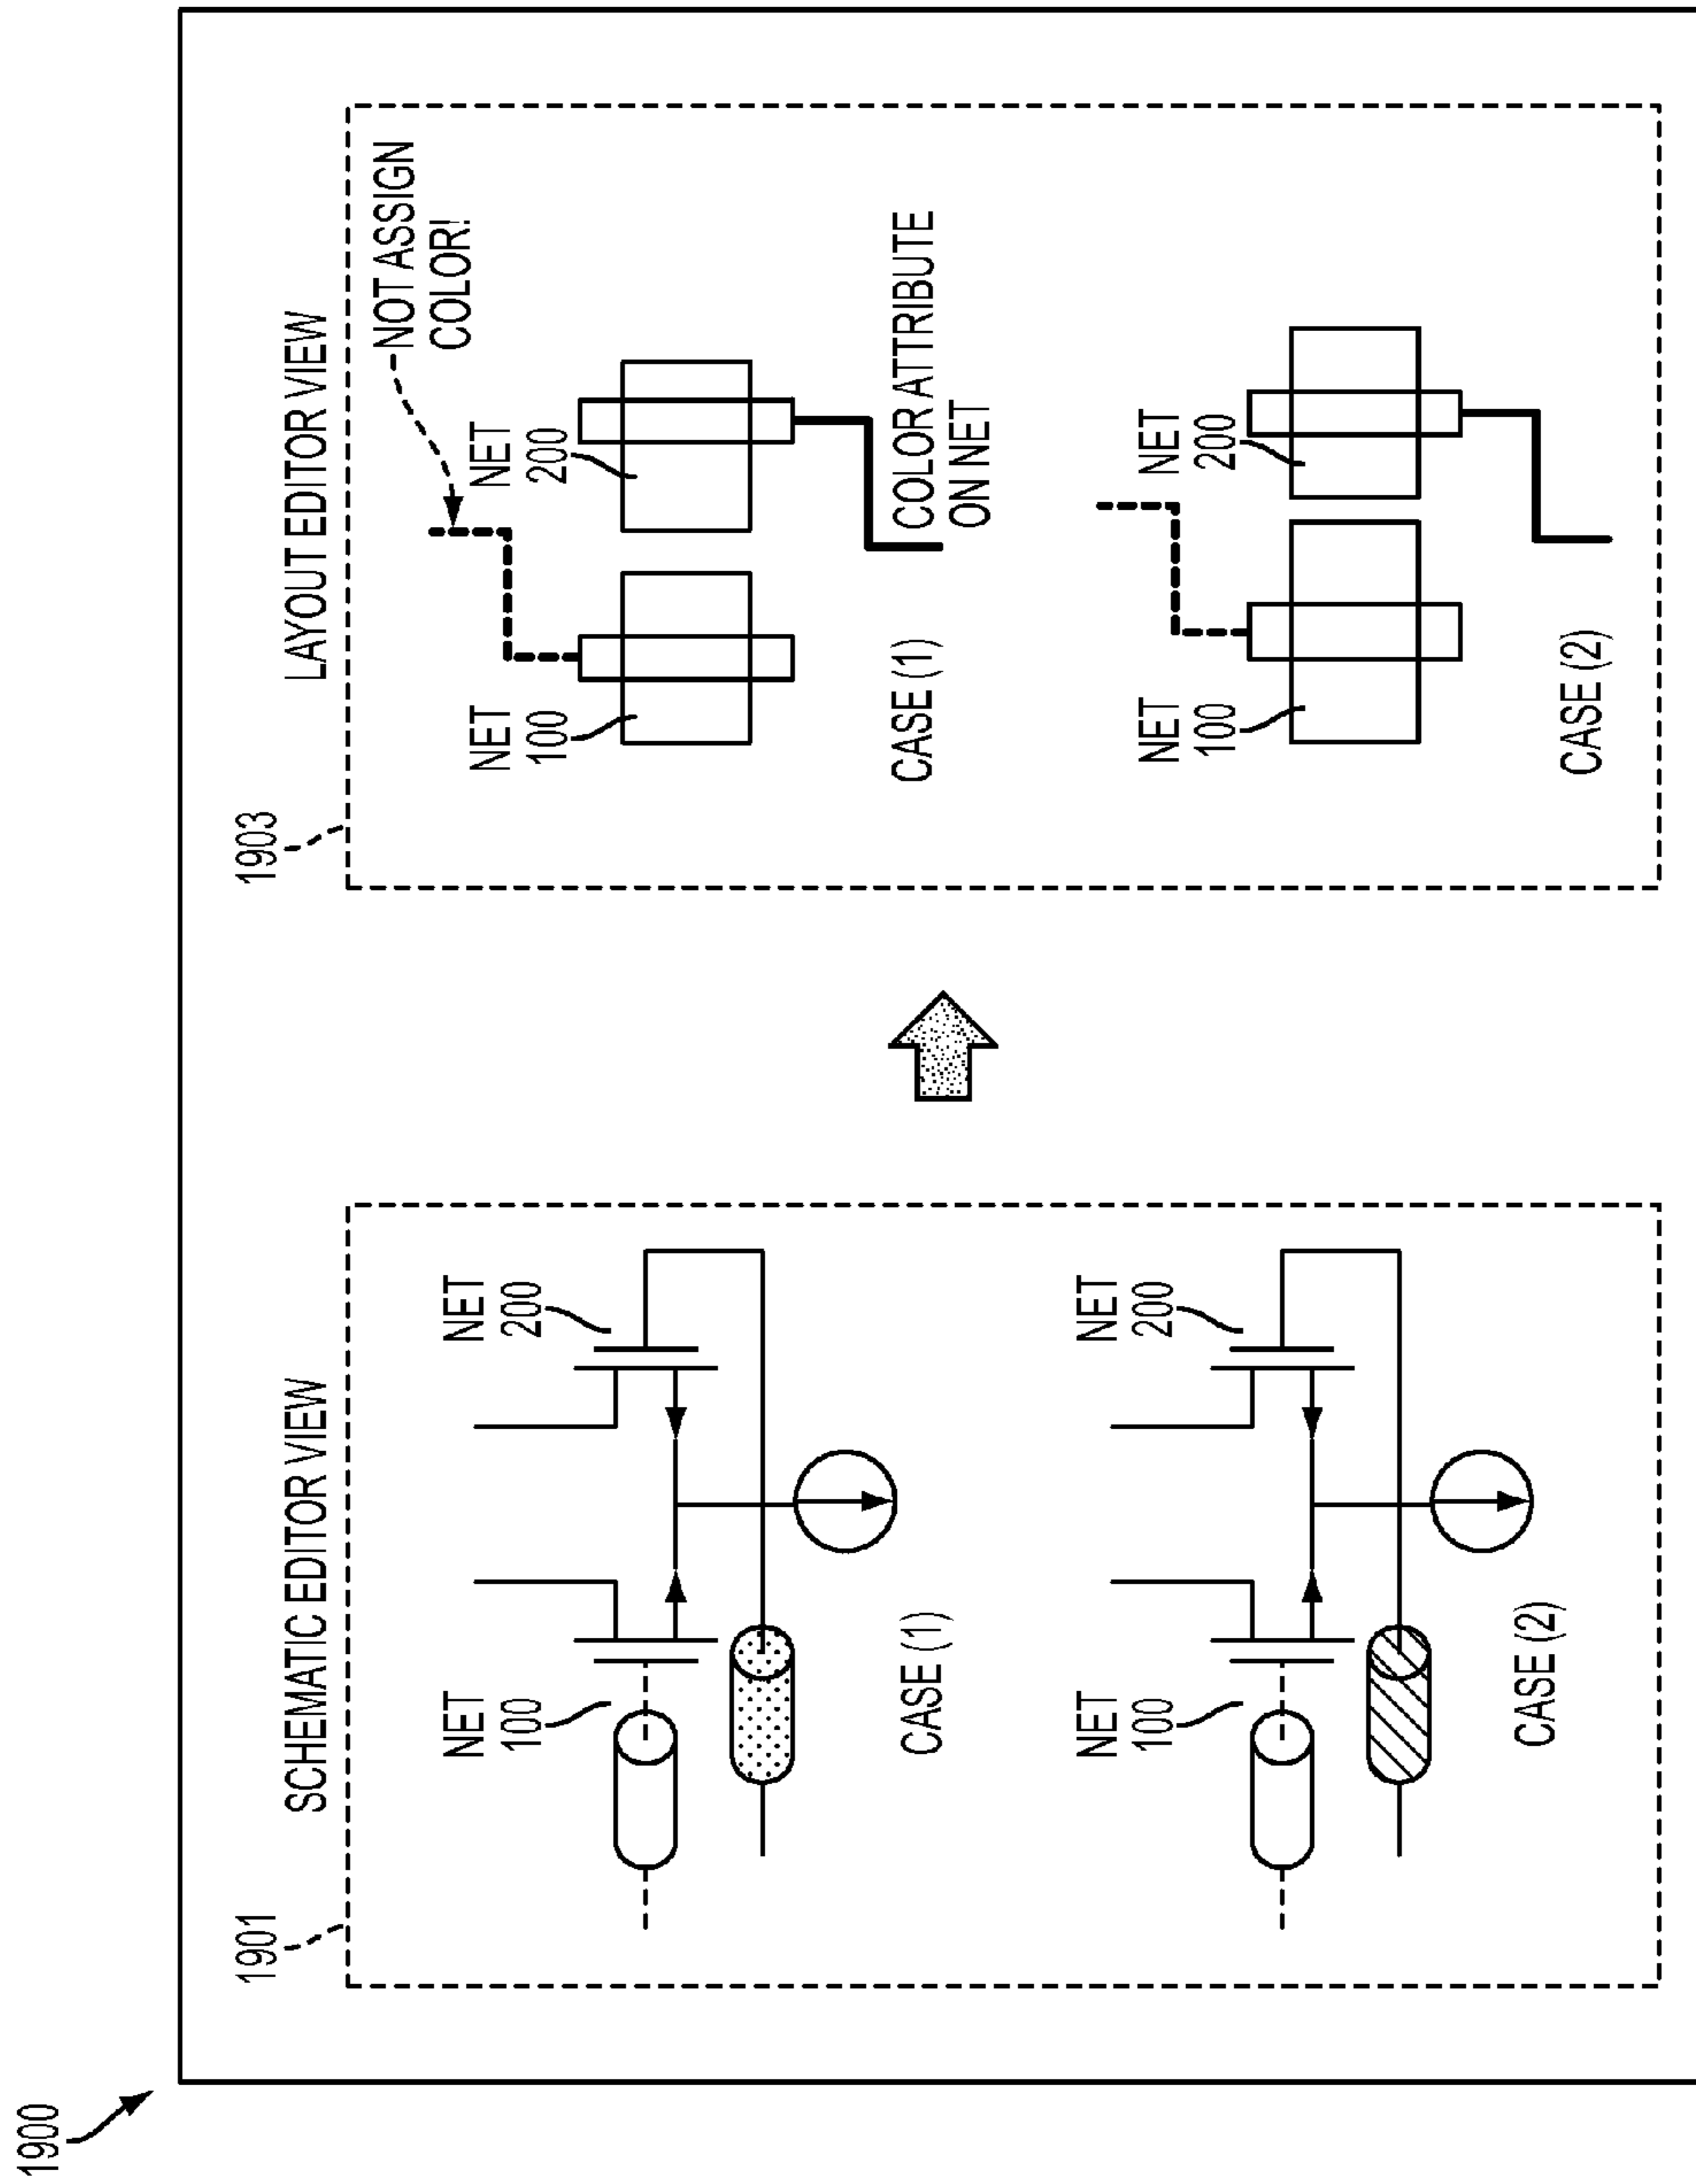 1900
1901
SCHEMATIC EDITOR VIEW
NET
100
NET
200
CASE (1)
NET
100
NET
200
CASE (2)
1903
LAYOUT EDITOR VIEW
NOT ASSIGN
COLOR!
NET
100
NET
200
CASE (1)
COLOR ATTRIBUTE
ON NET
NET
100
NET
200
CASE (2)